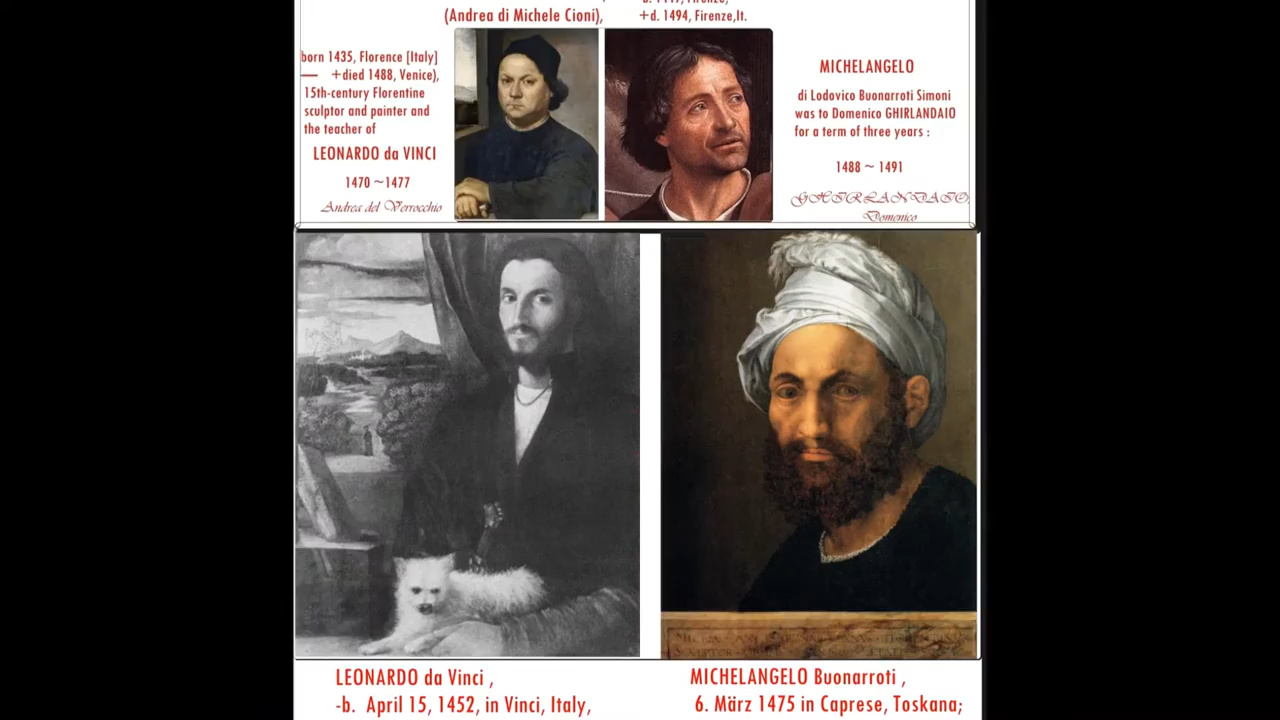 (Andrea di Michele Cioni),
+d. 1494, Firenze,It.
born 1435, Florence [Italy]
— +died 1488, Venice),
15th-century Florentine
sculptor and painter and
the teacher of
LEONARDO da VINCI
1470 ~1477
Andrea del Verrocchio
MICHELANGELO
di Lodovico Buonarroti Simoni
was to Domenico GHIRLANDAIO
for a term of three years :
1488 ~ 1491
GHIRLANDAIO,
Domenico
LEONARDO da Vinci ,
-b. April 15, 1452, in Vinci, Italy,
MICHELANGELO Buonarroti ,
6. März 1475 in Caprese, Toskana;